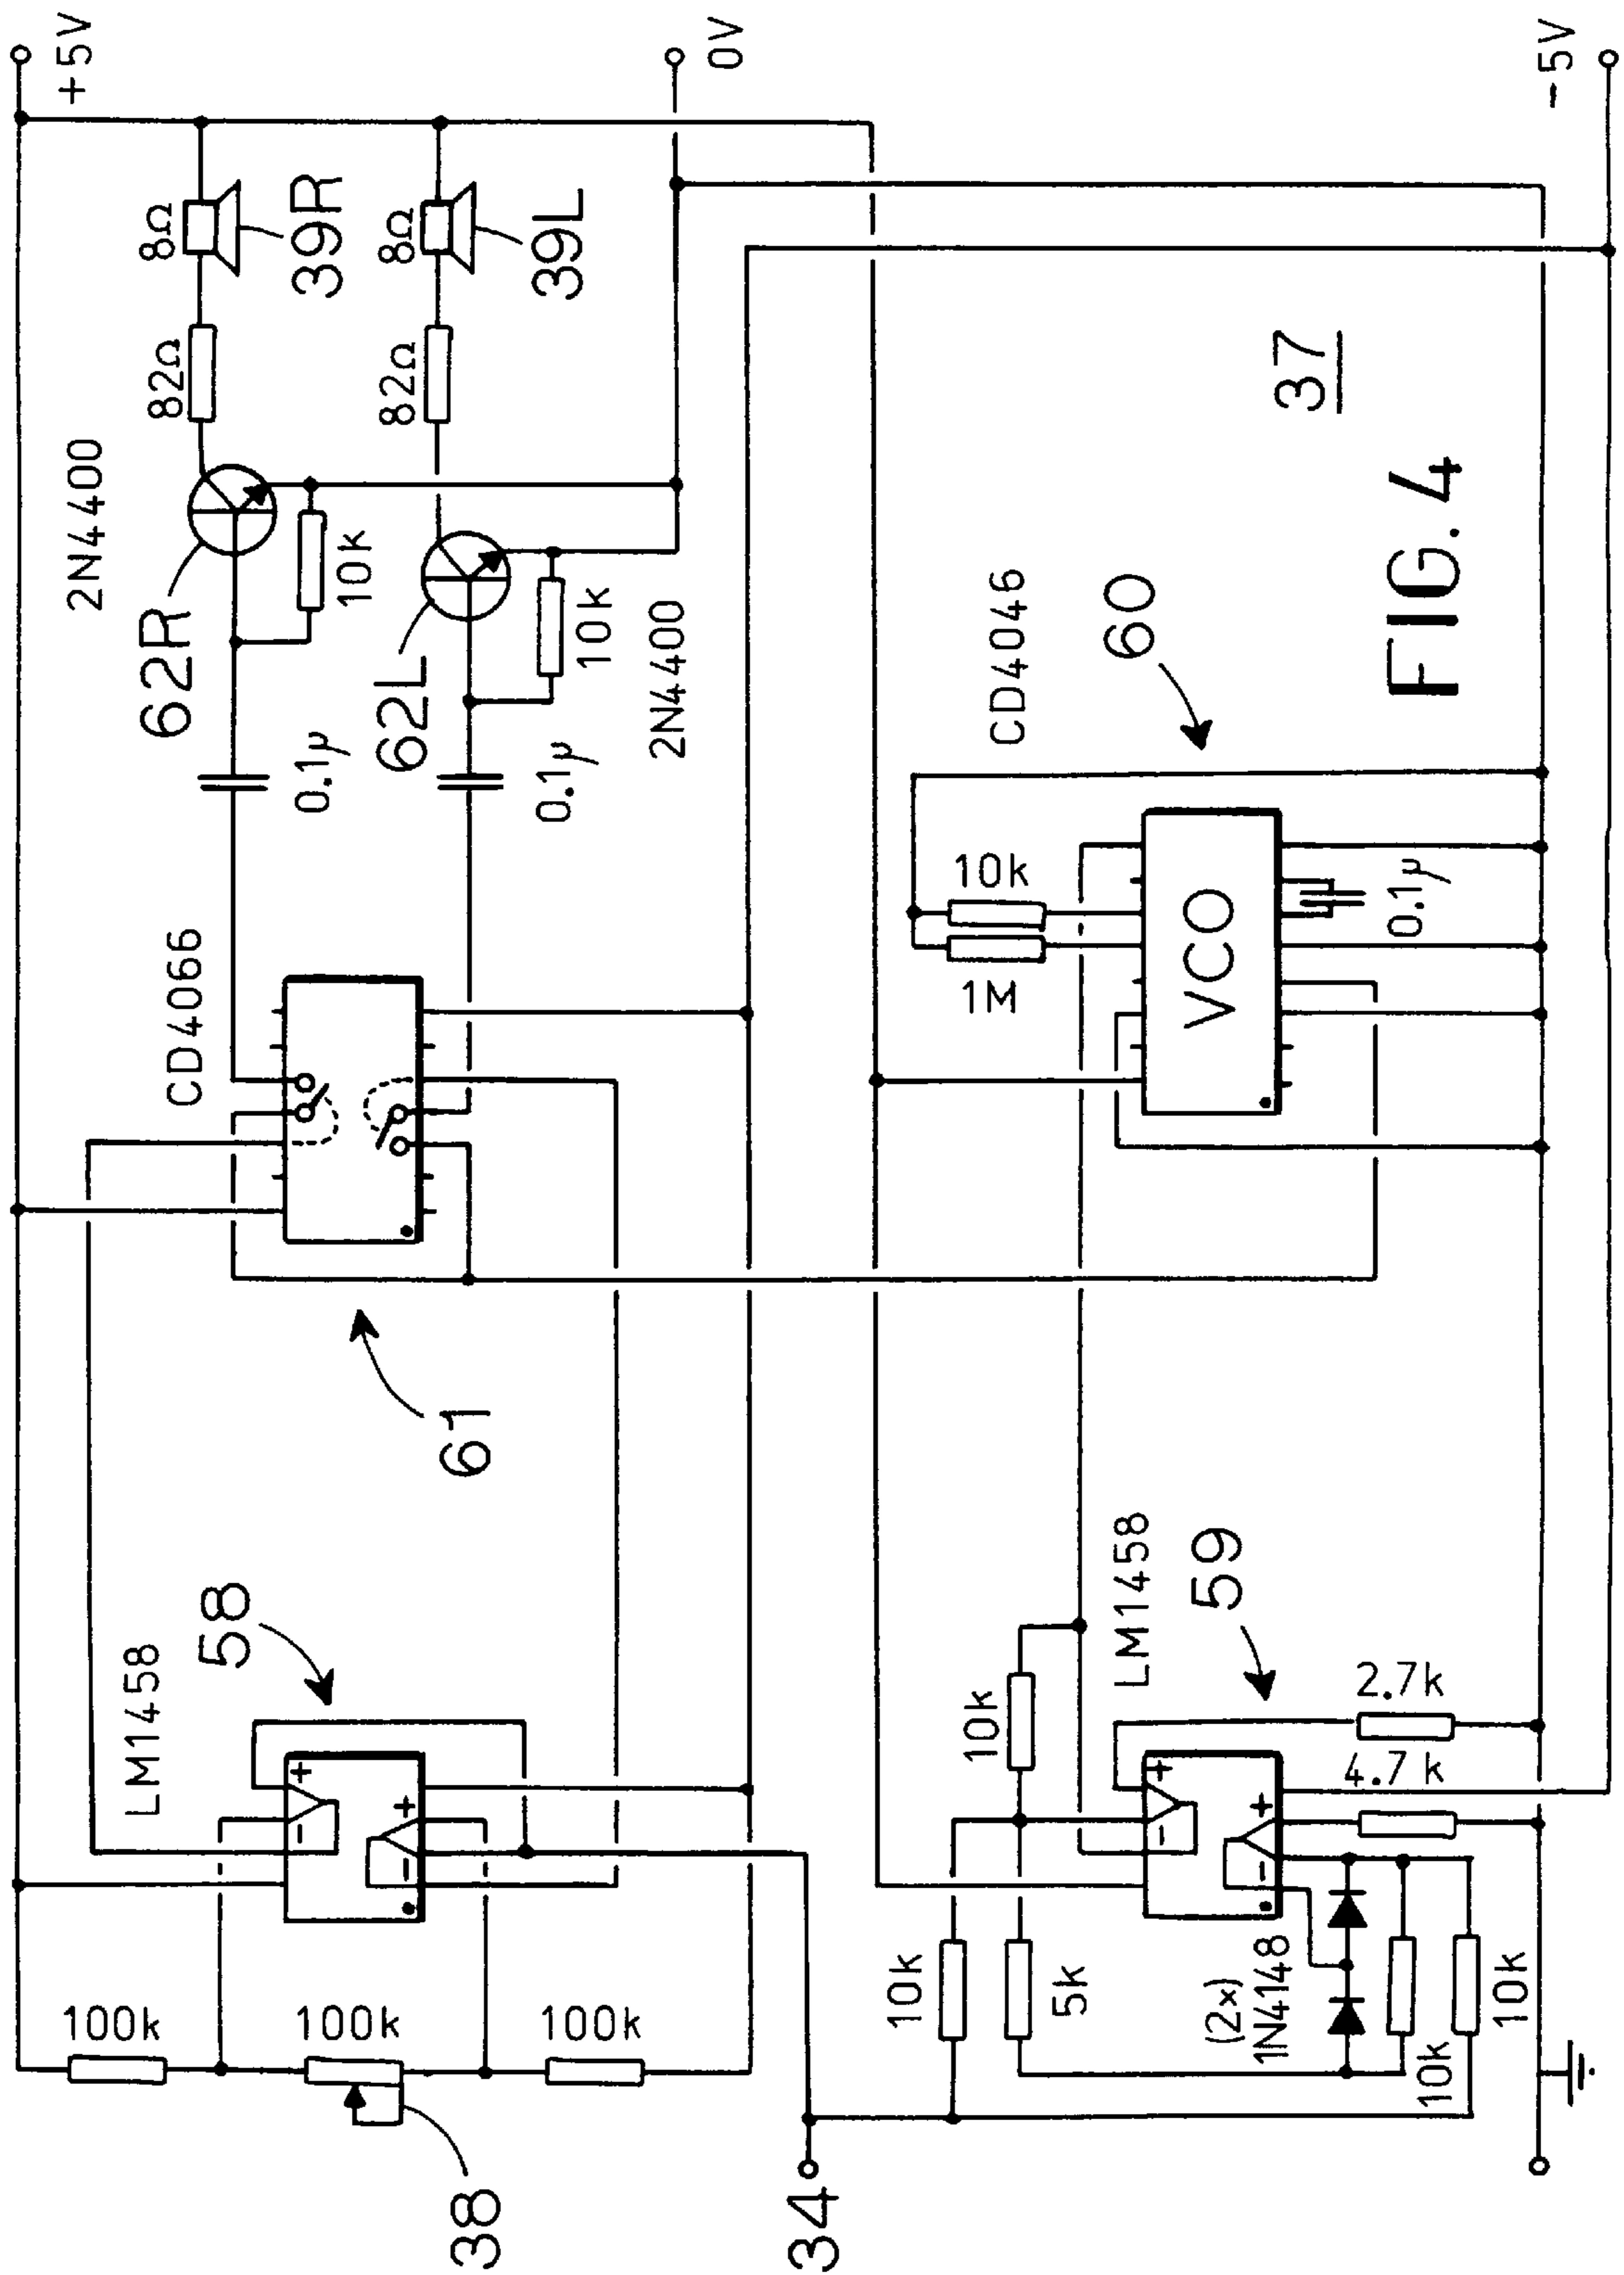 +5V
0V
-5V
8Ω
39R
8Ω
39L
82Ω
82Ω
37
2N4400
62R
10k
62L
10k
2N4400
0.1µ
0.1µ
FIG. 4
CD4046
60
CD4066
10k
1M
VCO
0.1µ
61
58
LM1458
+
-
+
-
59
LM1458
10k
2.7k
4.7k
+
-
+
-
100k
100k
100k
10k
5k
(2x)
1N4148
10k
10k
38
34